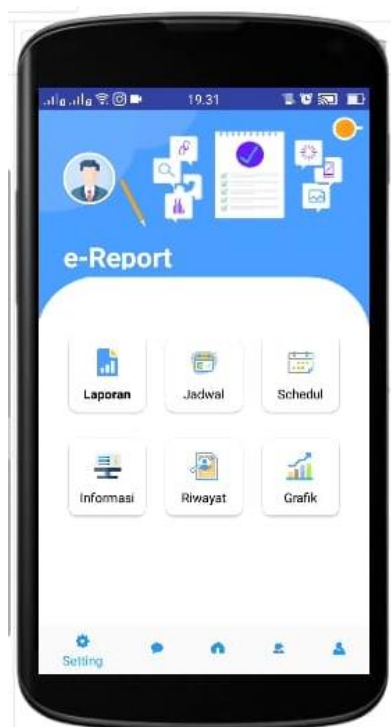 19.31
e-Report
Laporan Jadwal Schedul
Informasi Riwayat Grafik
Setting